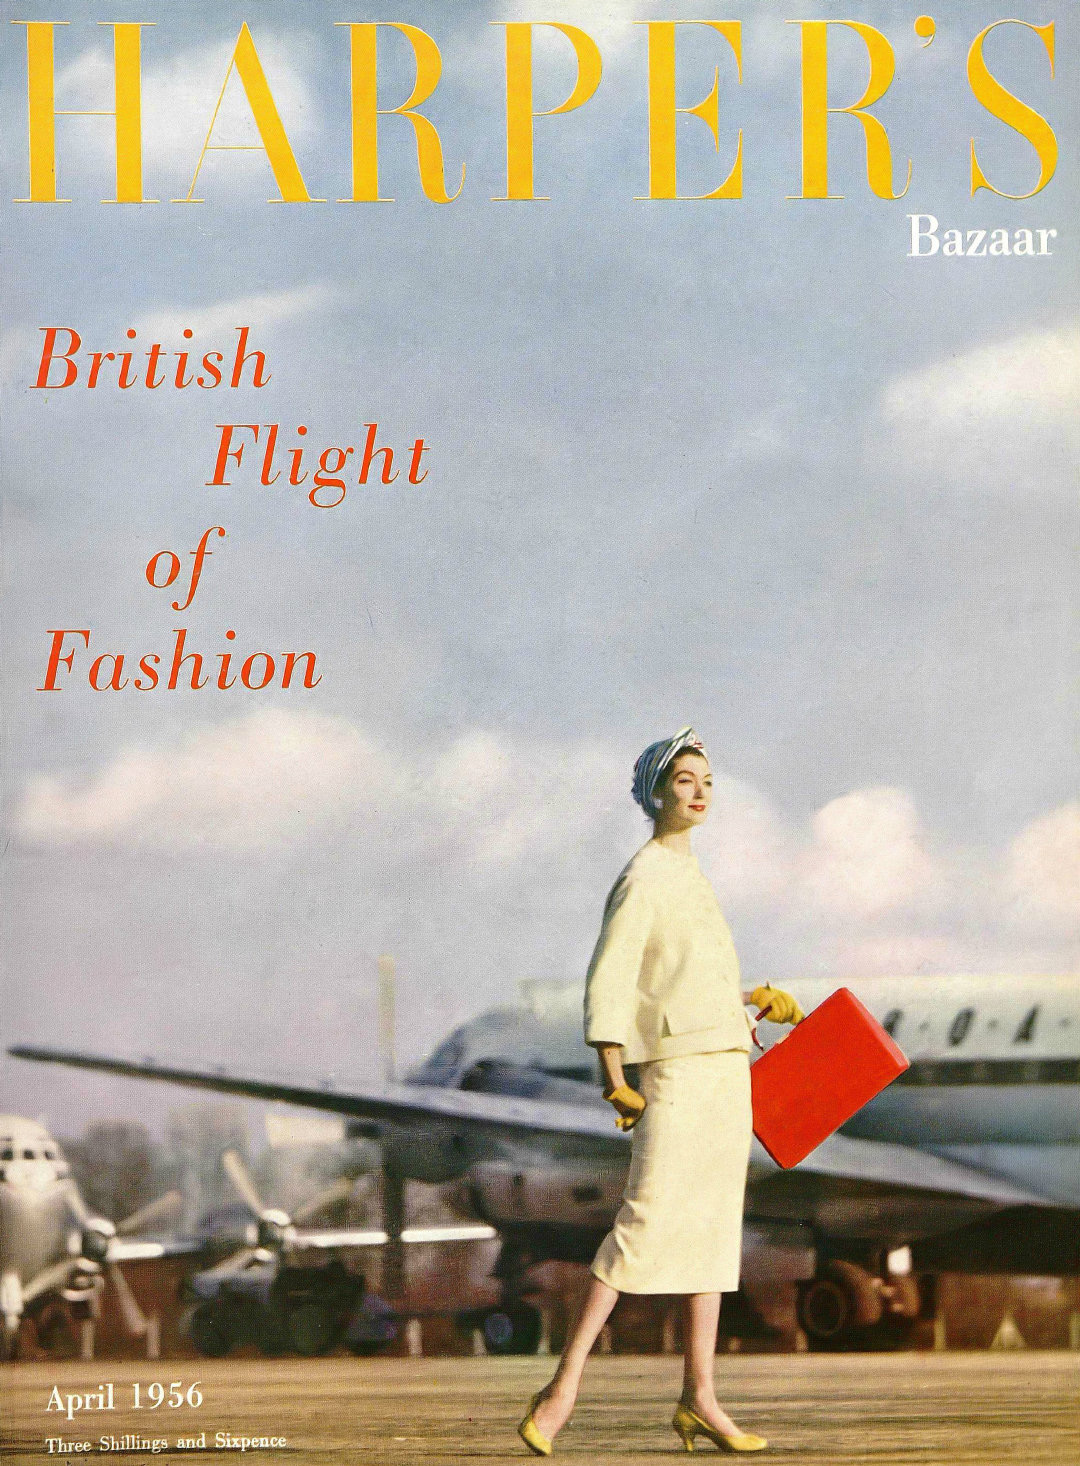 HARPER'S
Bazaar
British
Flight
of
Fashion
O·A
April 1956
Three Shillings and Sixpence